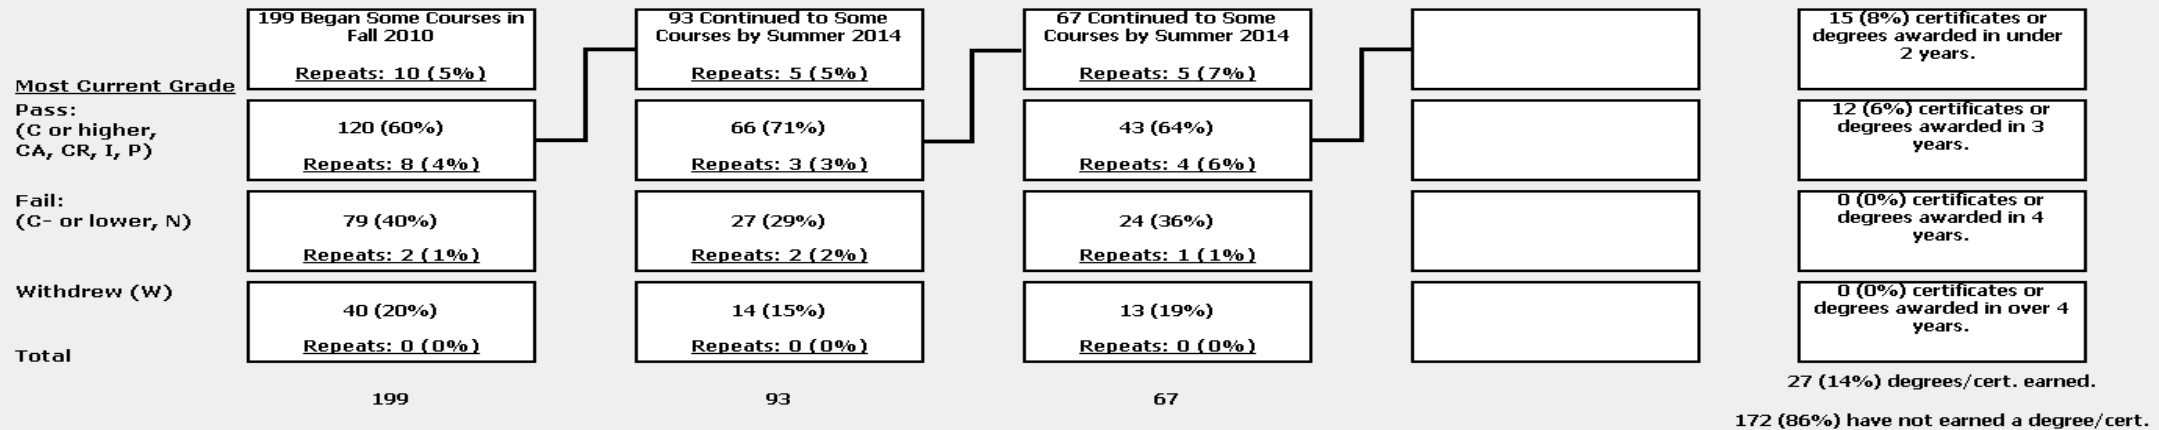 199 Began Some Courses in
Fall 2010
Repeats: 10 (5%)
93 Continued to Some
Courses by Summer 2014
Repeats: 5 (5%)
67 Continued to Some
Courses by Summer 2014
Repeats: 5 (7%)
15 (8%) certificates or
degrees awarded in under
2 years.
Most Current Grade
Pass:
(C or higher,
CA, CR, I, P)
120 (60%)
Repeats: 8 (4%)
66 (71%)
Repeats: 3 (3%)
43 (64%)
Repeats: 4 (6%)
12 (6%) certificates or
degrees awarded in 3
years.
Fail:
(C- or lower, N)
79 (40%)
Repeats: 2 (1%)
27 (29%)
Repeats: 2 (2%)
24 (36%)
Repeats: 1 (1%)
0 (0%) certificates or
degrees awarded in 4
years.
Withdrew (W)
40 (20%)
Repeats: 0 (0%)
14 (15%)
Repeats: 0 (0%)
13 (19%)
Repeats: 0 (0%)
0 (0%) certificates or
degrees awarded in over 4
years.
Total
199
93
67
27 (14%) degrees/cert. earned.
172 (86%) have not earned a degree/cert.